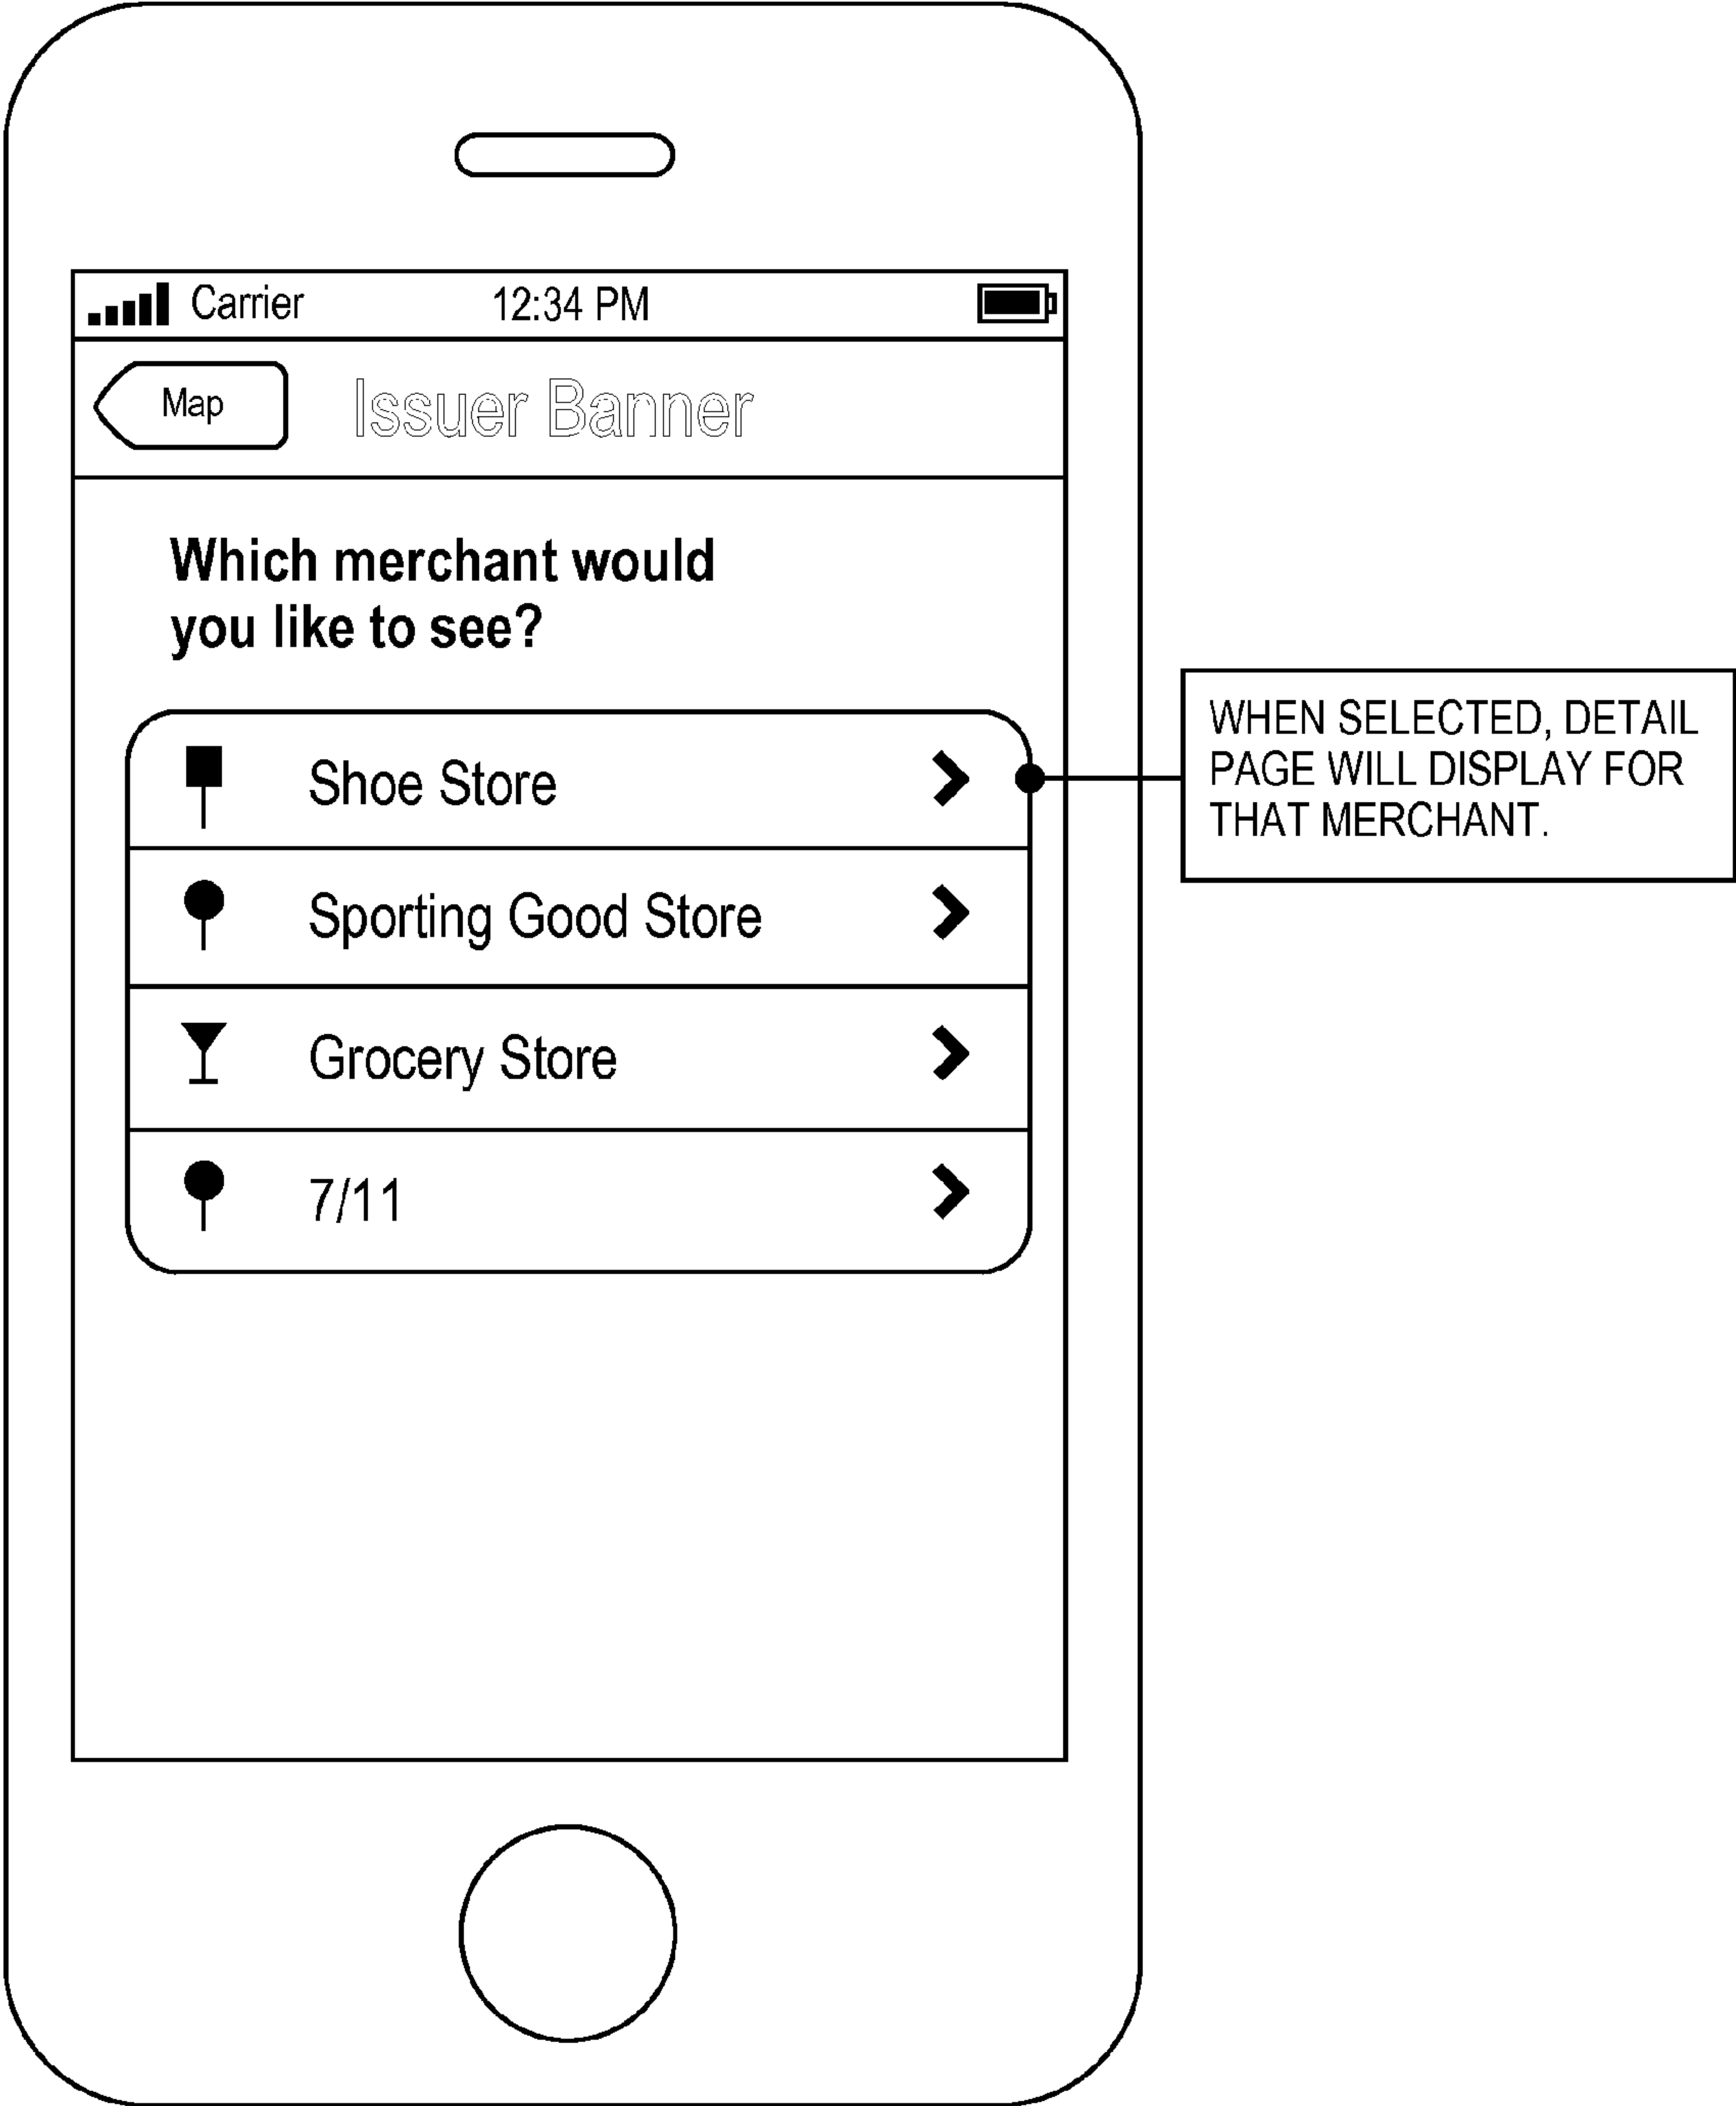 Carrier 12:34 PM
Map Issuer Banner
Which merchant would
you like to see?
Shoe Store
Sporting Good Store
Grocery Store
7/11
WHEN SELECTED, DETAIL
PAGE WILL DISPLAY FOR
THAT MERCHANT.